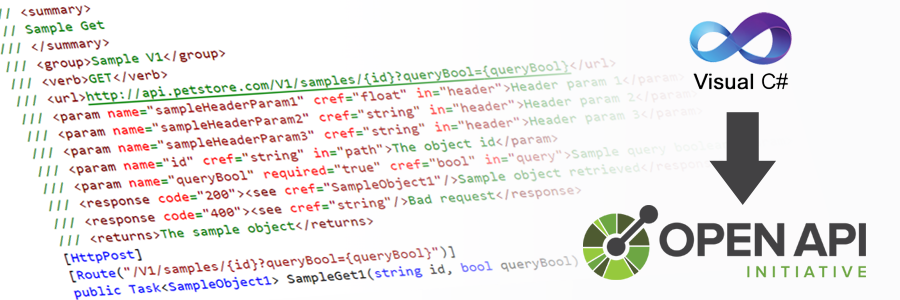 // <summary>
// Sample Get
/// </summary>
/// <group>Sample V1</group>
/// <verb>GET</verb>
/// <url>http://api.petstore.com/V1/samples/{id}?queryBool={queryBool}</url>
/// <param name="sampleHeaderParam1" cref="float" in="header">Header param 1</param>
/// <param name="sampleHeaderParam2" cref="string" in="header">Header param 2</para
/// <param name="sampleHeaderParam3" cref="string" in="header">Header param 3</pa
/// <param name="id" cref="string" in="path">The object id</param>
/// <param name="queryBool" required="true" cref="bool" in="query">Sample query
/// <response code="200"><see cref="SampleObject1"/>Sample object retrieved</respon
/// <response code="400"><see cref="string"/>Bad request</response>
/// <returns>The sample object</returns>
[HttpPost]
[Route("/V1/samples/{id}?queryBool={queryBool}")]
public Task<SampleObject1> SampleGet1(string id, bool queryBool)
Visual C#
OPEN API
INITIATIVE